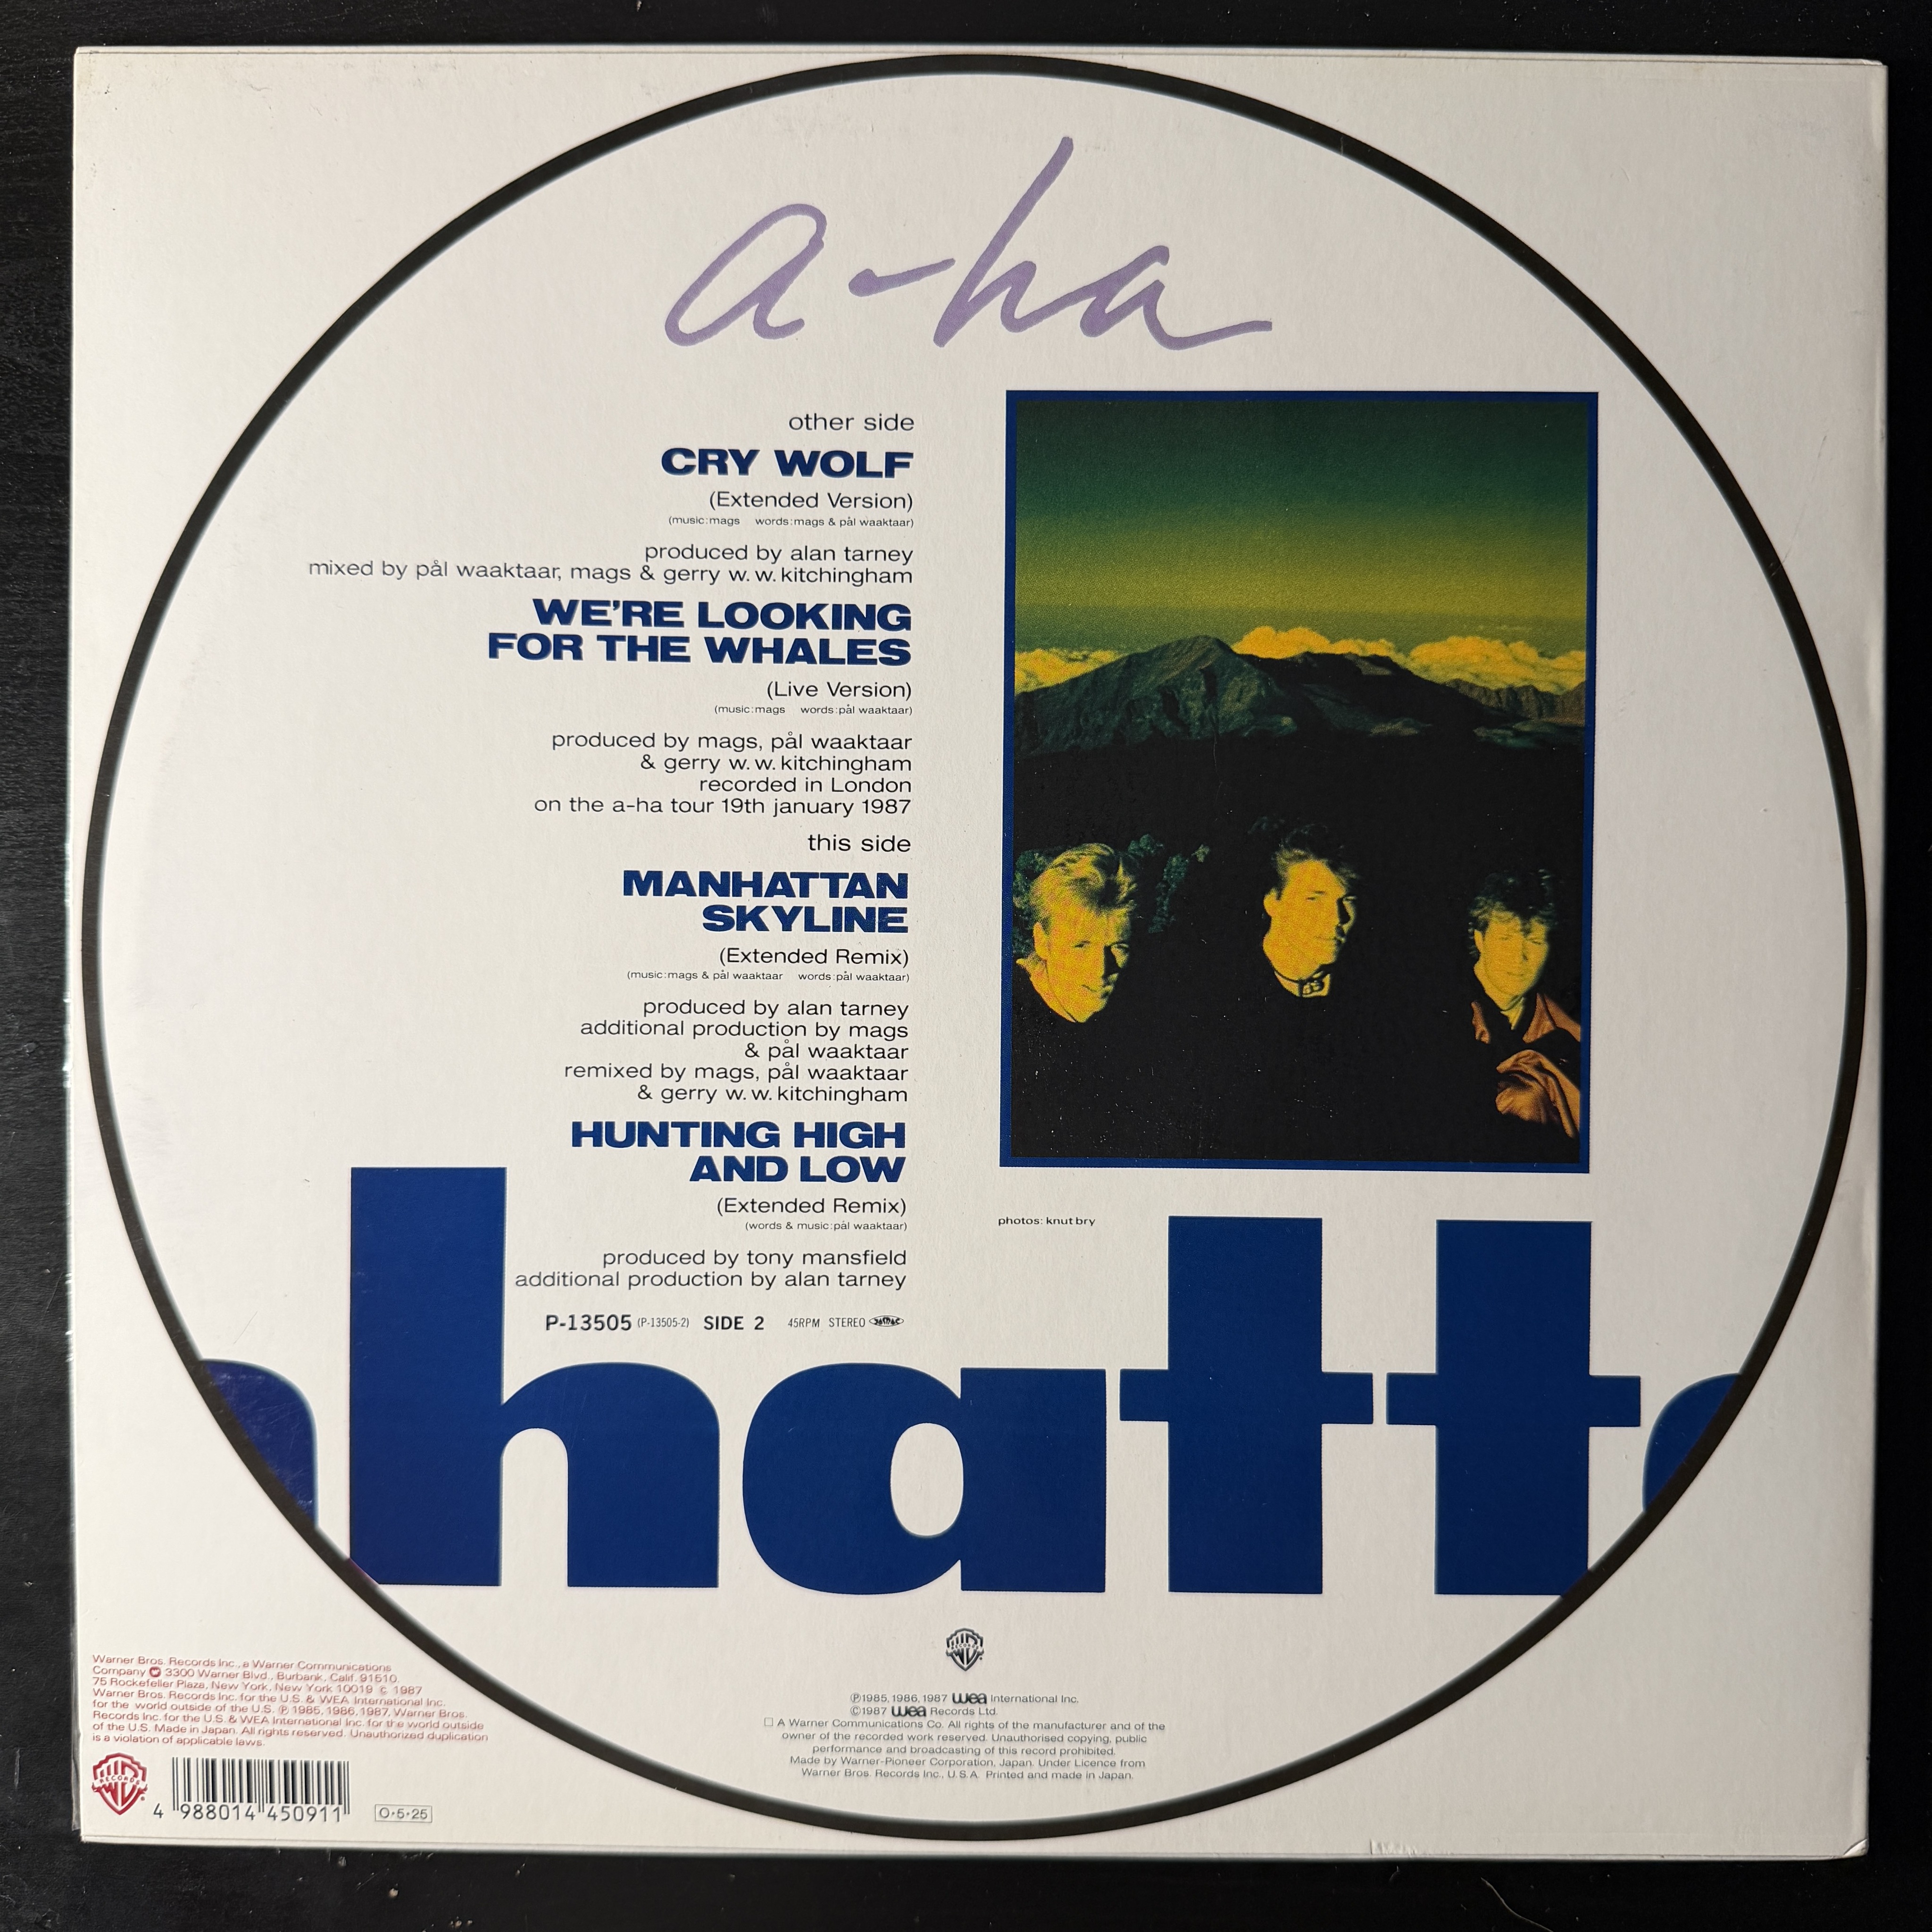 a-ha
other side
CRY WOLF
(Extended Version)
(music:mags words:mags & pål waaktaar)
produced by alan tarney
mixed by pål waaktaar, mags & gerry w. w. kitchingham
WE'RE LOOKING
FOR THE WHALES
(Live Version)
(music:mags words:pål waaktaar)
produced by mags, pål waaktaar
& gerry w. w. kitchingham
recorded in London
on the a-ha tour 19th january 1987
this side
MANHATTAN
SKYLINE
(Extended Remix)
(music:mags & pål waaktaar words:pål waaktaar)
produced by alan tarney
additional production by mags
& pål waaktaar
remixed by mags, pål waaktaar
& gerry w. w. kitchingham
HUNTING HIGH
AND LOW
(Extended Remix)
(words & music:pål waaktaar)
produced by tony mansfield
additional production by alan tarney
photos: knut bry
P-13505 (P-13505-2) SIDE 2 45RPM STEREO JASRAC
hatt
℗1985, 1986, 1987 wea International Inc.
©1987 wea Records Ltd.
A Warner Communications Co. All rights of the manufacturer and of the
owner of the recorded work reserved. Unauthorised copying, public
performance and broadcasting of this record prohibited.
Made by Warner-Pioneer Corporation, Japan. Under Licence from
Warner Bros. Records Inc., U.S.A. Printed and made in Japan.
Warner Bros. Records Inc., a Warner Communications
Company 3300 Warner Blvd., Burbank, Calif. 91510.
75 Rockefeller Plaza, New York, New York 10019 © 1987
Warner Bros. Records Inc. for the U.S. & WEA International Inc.
for the world outside of the U.S. ℗ 1985, 1986, 1987, Warner Bros.
Records Inc. for the U.S. & WEA International Inc. for the world outside
of the U.S. Made in Japan. All rights reserved. Unauthorized duplication
is a violation of applicable laws.
RECORDS
4 988014 450911
O·5·25